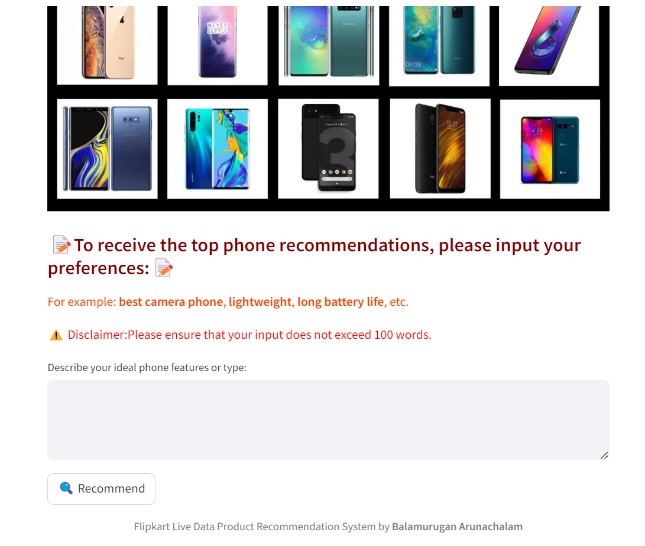 To receive the top phone recommendations, please input your
preferences:
For example: best camera phone, lightweight, long battery life, etc.
Disclaimer:Please ensure that your input does not exceed 100 words.
Describe your ideal phone features or type:
Recommend
Flipkart Live Data Product Recommendation System by Balamurugan Arunachalam